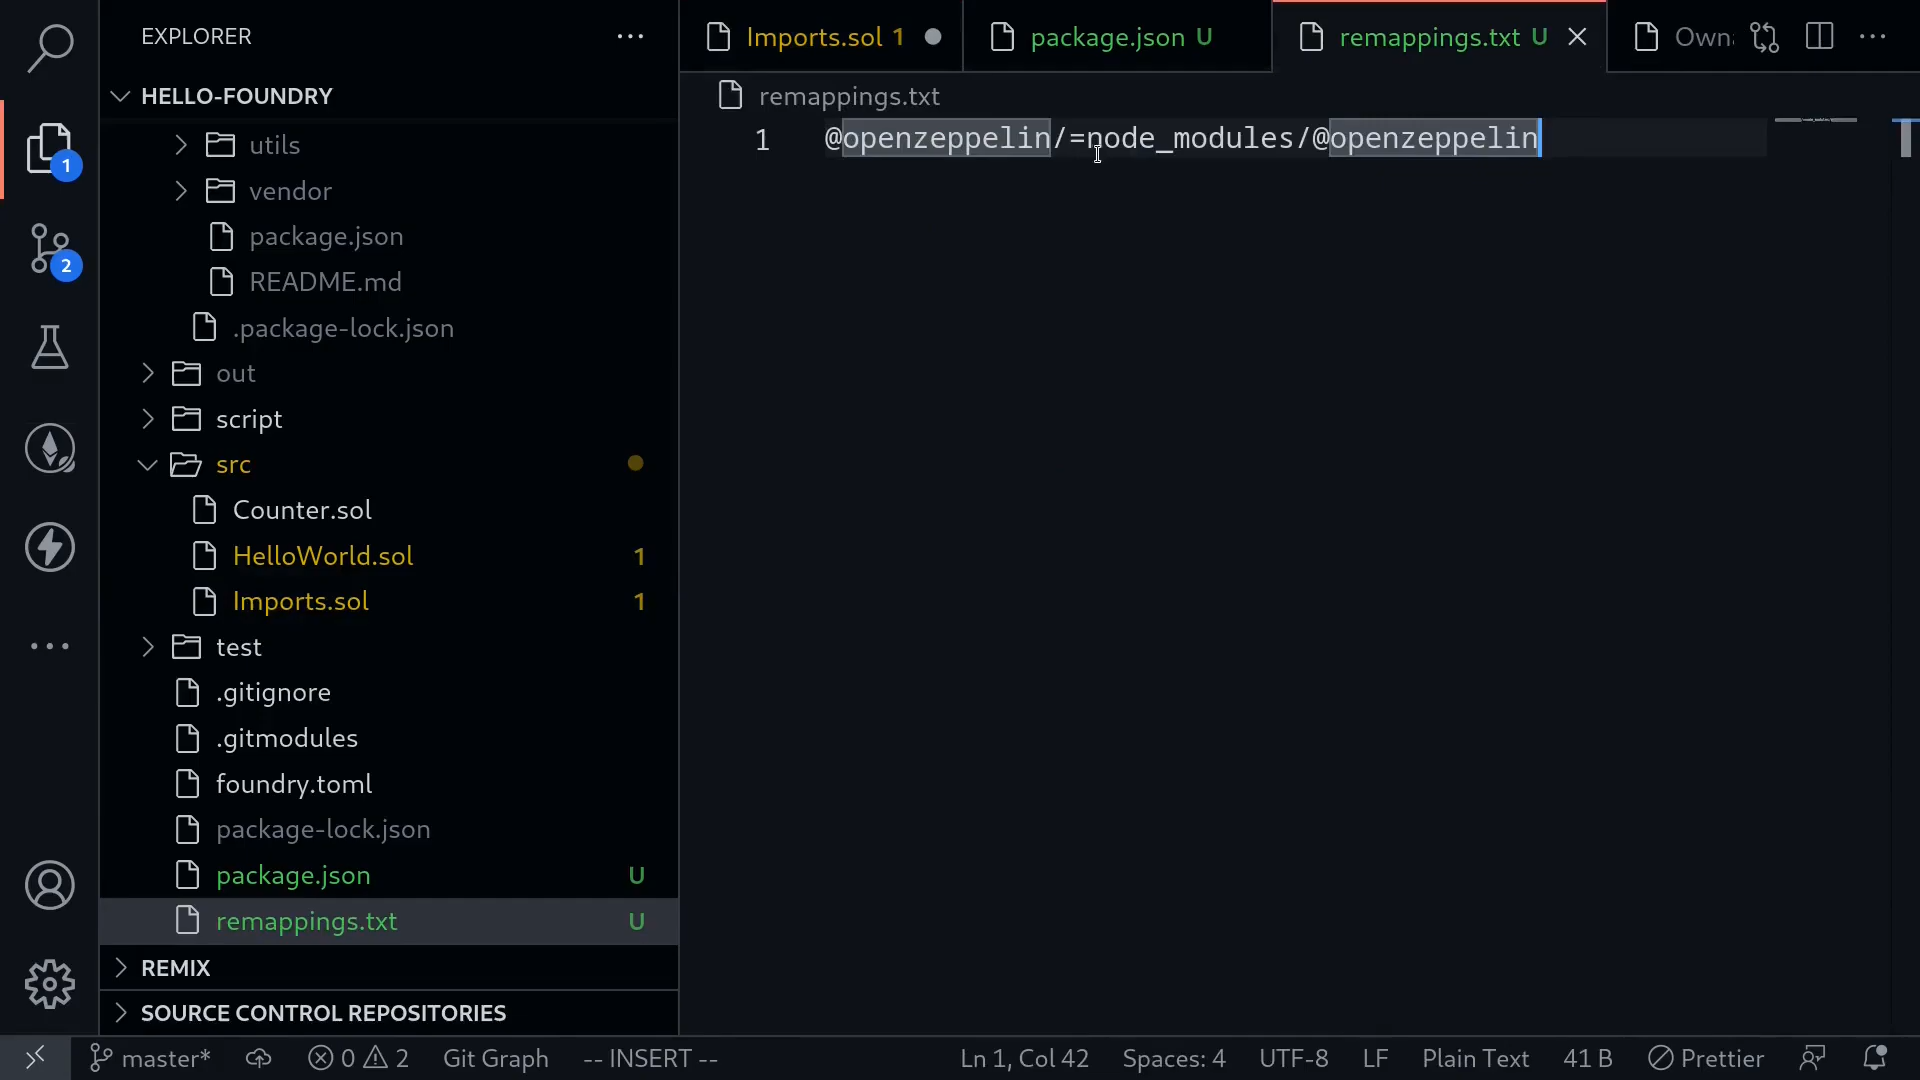 EXPLORER
Imports.sol 1
package.json U
remappings.txt U
Own
HELLO-FOUNDRY
remappings.txt
1 @openzeppelin/=node_modules/@openzeppelin
utils
vendor
package.json
README.md
.package-lock.json
out
script
src
Counter.sol
HelloWorld.sol 1
Imports.sol 1
test
.gitignore
.gitmodules
foundry.toml
package-lock.json
package.json U
remappings.txt U
REMIX
SOURCE CONTROL REPOSITORIES
1
2
master* 0 2 Git Graph -- INSERT -- Ln 1, Col 42 Spaces: 4 UTF-8 LF Plain Text 41 B Prettier